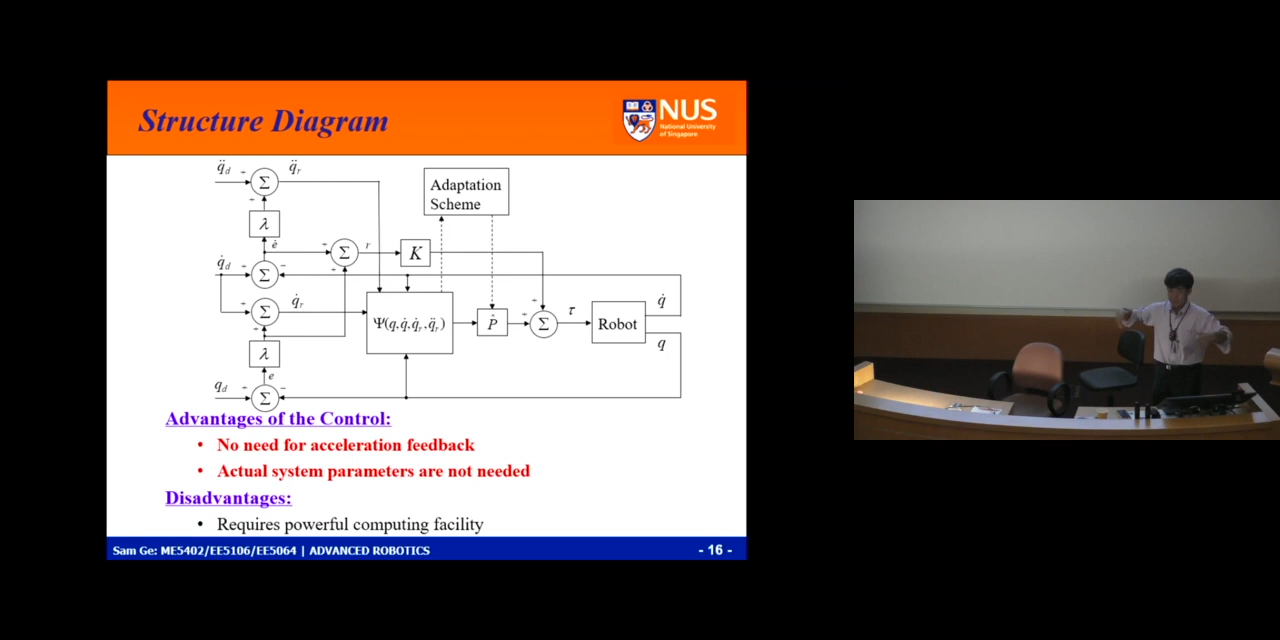 Structure Diagram
NUS
National University
of Singapore
q̈d + Σ q̈r
+
λ
ė
Adaptation
Scheme
+ Σ r K
+
q̇d + Σ −
+ Σ q̇r
+
λ
e
Ψ(q.q̇.q̇r.q̈r)
P̂
+ + Σ τ
Robot
q̇
q
qd + Σ −
Advantages of the Control:
• No need for acceleration feedback
• Actual system parameters are not needed
Disadvantages:
• Requires powerful computing facility
Sam Ge: ME5402/EE5106/EE5064 | ADVANCED ROBOTICS - 16 -